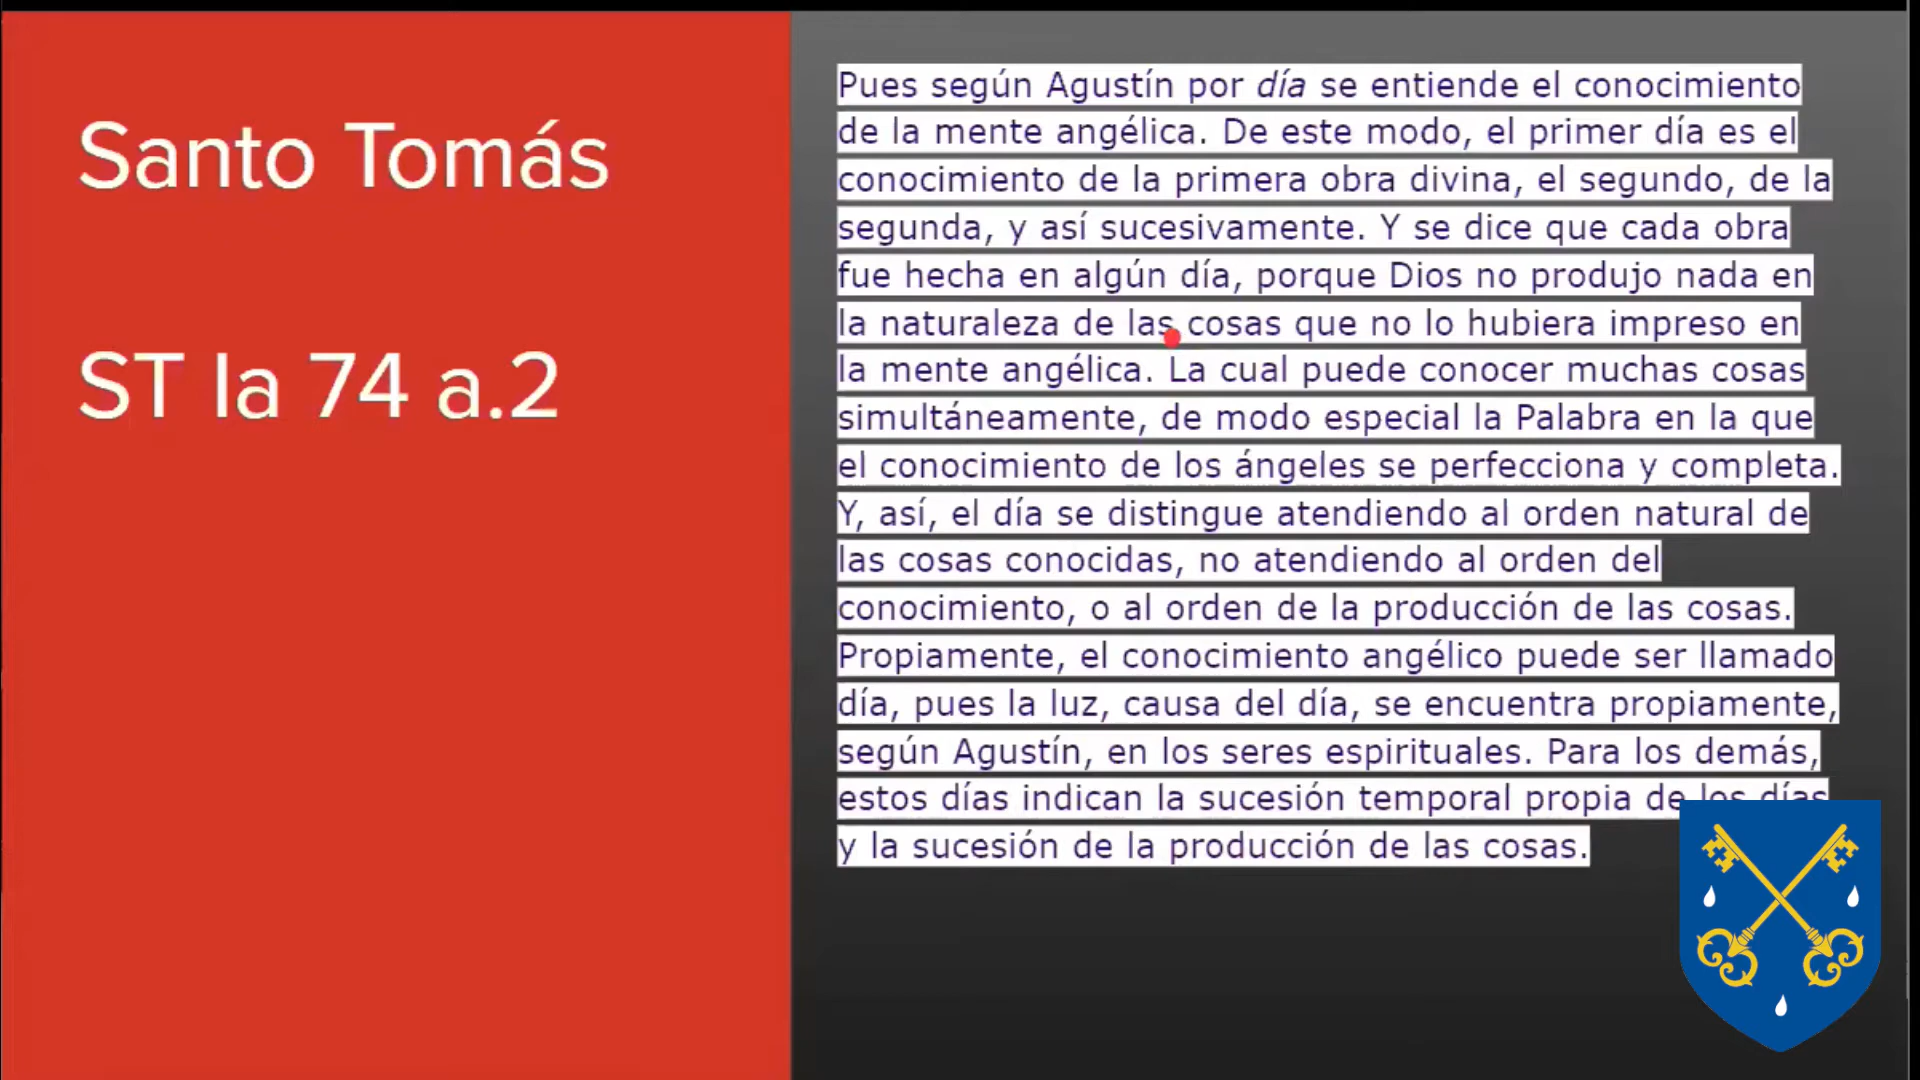 Santo Tomás
ST Ia 74 a.2
Pues según Agustín por día se entiende el conocimiento
de la mente angélica. De este modo, el primer día es el
conocimiento de la primera obra divina, el segundo, de la
segunda, y así sucesivamente. Y se dice que cada obra
fue hecha en algún día, porque Dios no produjo nada en
la naturaleza de las cosas que no lo hubiera impreso en
la mente angélica. La cual puede conocer muchas cosas
simultáneamente, de modo especial la Palabra en la que
el conocimiento de los ángeles se perfecciona y completa.
Y, así, el día se distingue atendiendo al orden natural de
las cosas conocidas, no atendiendo al orden del
conocimiento, o al orden de la producción de las cosas.
Propiamente, el conocimiento angélico puede ser llamado
día, pues la luz, causa del día, se encuentra propiamente,
según Agustín, en los seres espirituales. Para los demás,
estos días indican la sucesión temporal propia de los días
y la sucesión de la producción de las cosas.